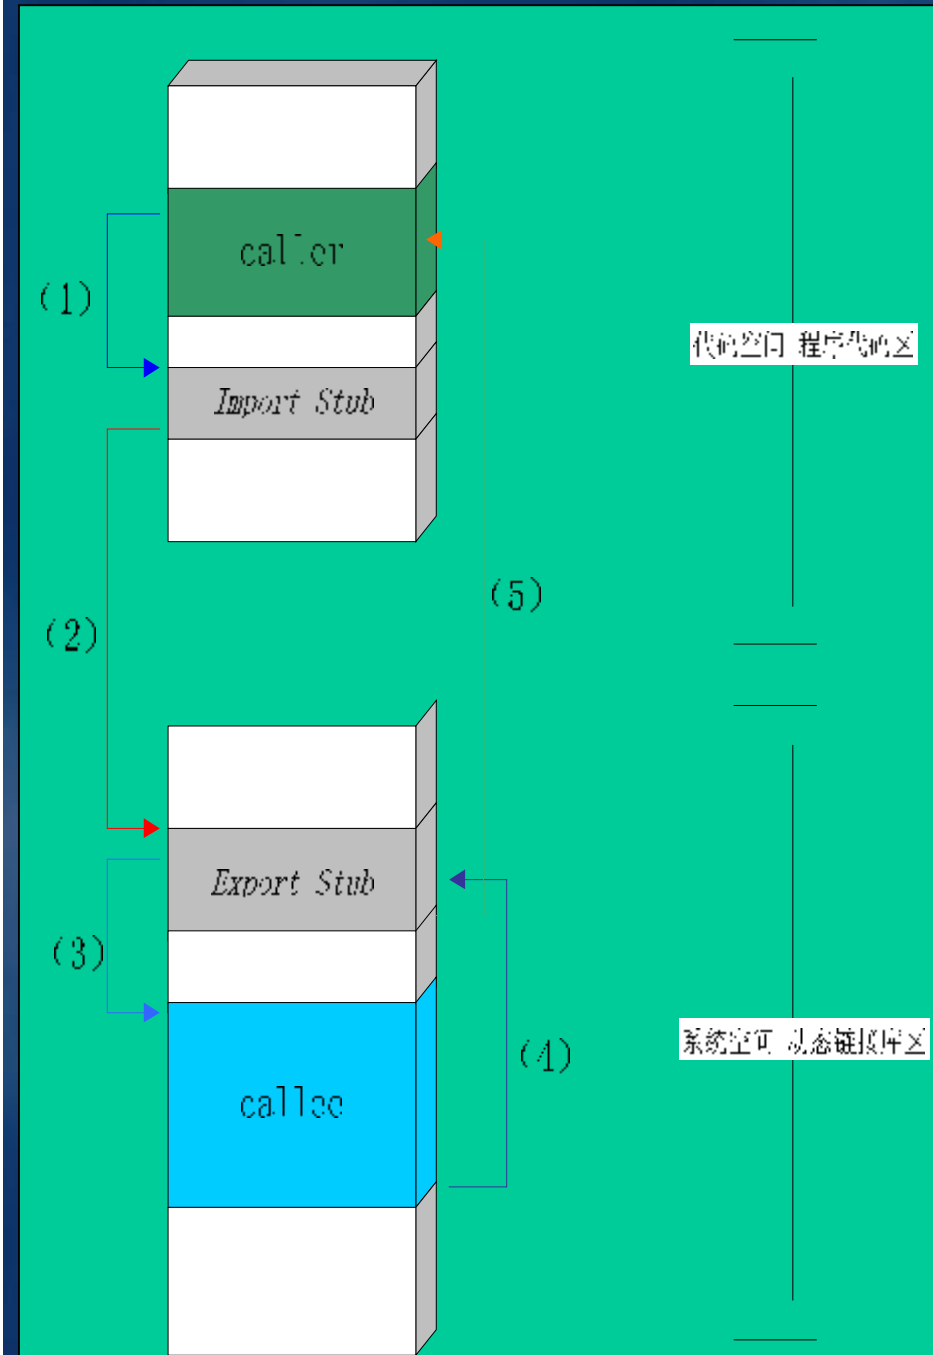 caller
(1)
代码空间 程序代码区
Import Stub
(5)
(2)
Export Stub
(3)
系统空间 动态链接库区
(4)
callee